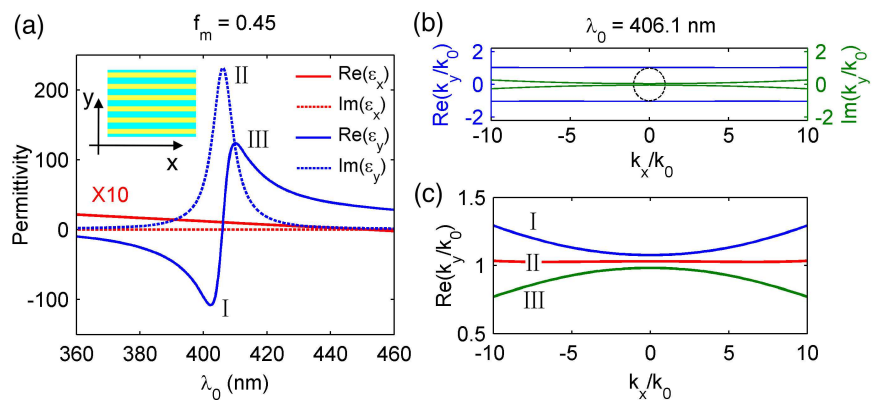 (a)
f_m = 0.45
Permittivity
200
100
0
-100
360
380
400
420
440
460
λ_0 (nm)
y
x
X10
I
II
III
Re(ε_x)
Im(ε_x)
Re(ε_y)
Im(ε_y)
(b)
λ_0 = 406.1 nm
Re(k_y/k_0)
2
0
-2
Im(k_y/k_0)
2
0
-2
-10
-5
0
5
10
k_x/k_0
(c)
Re(k_y/k_0)
1.5
1
0.5
I
II
III
-10
-5
0
5
10
k_x/k_0